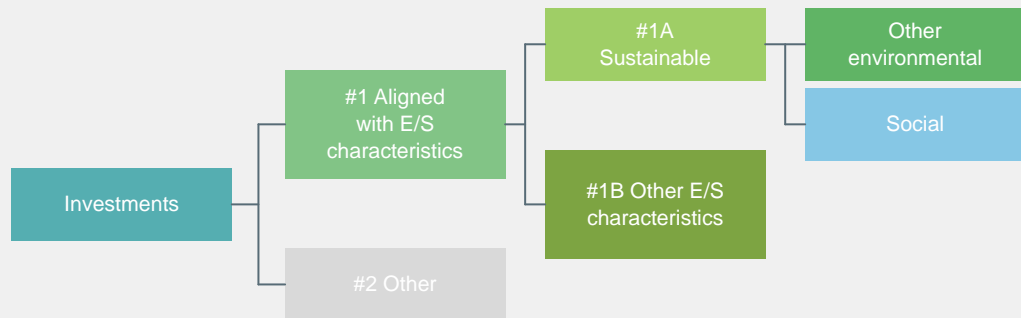 #1A
Sustainable
Other
environmental
#1 Aligned
with E/S
characteristics
Social
#1B Other E/S
characteristics
Investments
#2 Other